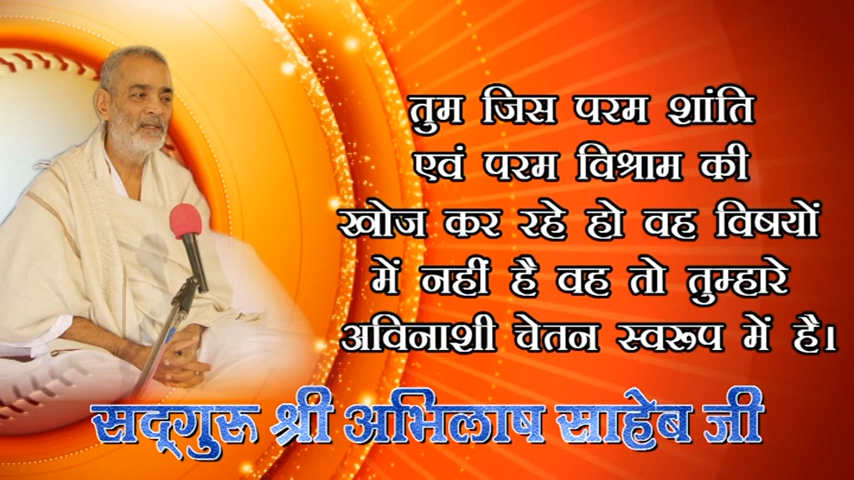 तुम जिस परम शांति
एवं परम विश्राम की
खोज कर रहे हो वह विषयों
में नहीं है वह तो तुम्हारे
अविनाशी चेतन स्वरूप में है।
सद्गुरु श्री अभिलाष साहेब जी